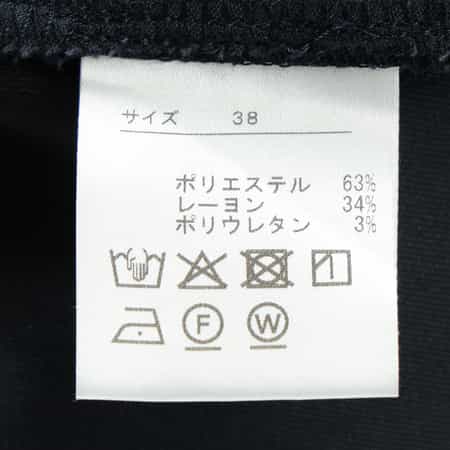 サイズ 38
ポリエステル 63%
レーヨン 34%
ポリウレタン 3%
F W